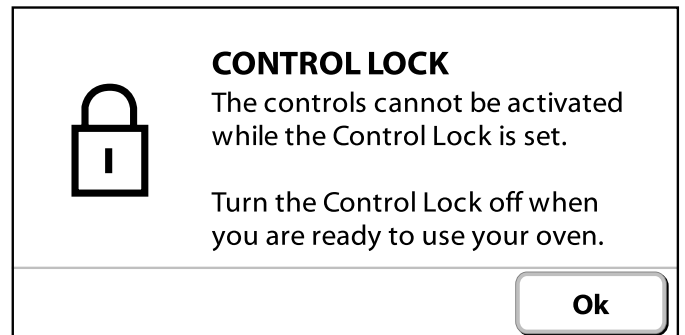 CONTROL LOCK
The controls cannot be activated
while the Control Lock is set.
Turn the Control Lock off when
you are ready to use your oven.
Ok